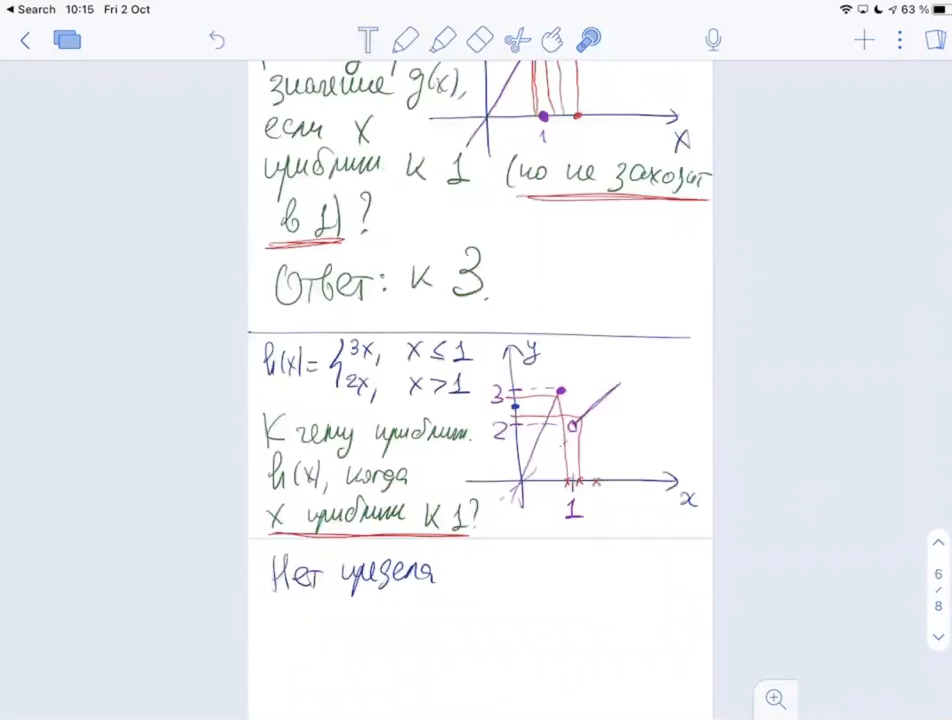 Search 10:15 Fri 2 Oct 63 %
T
'значение' g(x),
если x
приближ. к 1 (но не заходит
в 1)?
1
x
Ответ: к 3.
h(x) = { 3x, x ≤ 1
2x, x > 1
К чему приближ.
h(x), когда
x приближ к 1?
y
3
2
1
x
Нет предела
6
/
8